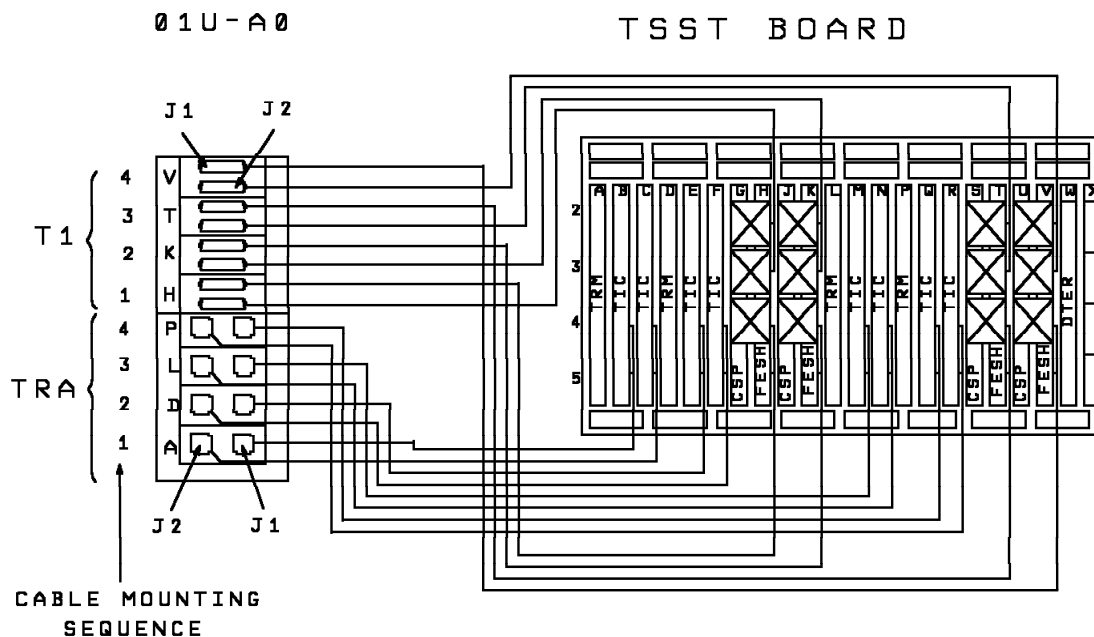 01U-A0
TSST BOARD
J1 J2
4 V
3 T
T1
2 K
1 H
4 P
3 L
TRA
2 D
1 A
J2 J1
CABLE MOUNTING
SEQUENCE
A B C D E F G H J K L M N P Q R S T U V W X
2
3
4
5
TRM TIC TIC TRM TIC TIC CSP FESH CSP FESH TRM TIC TIC TRM TIC TIC CSP FESH CSP FESH DTER